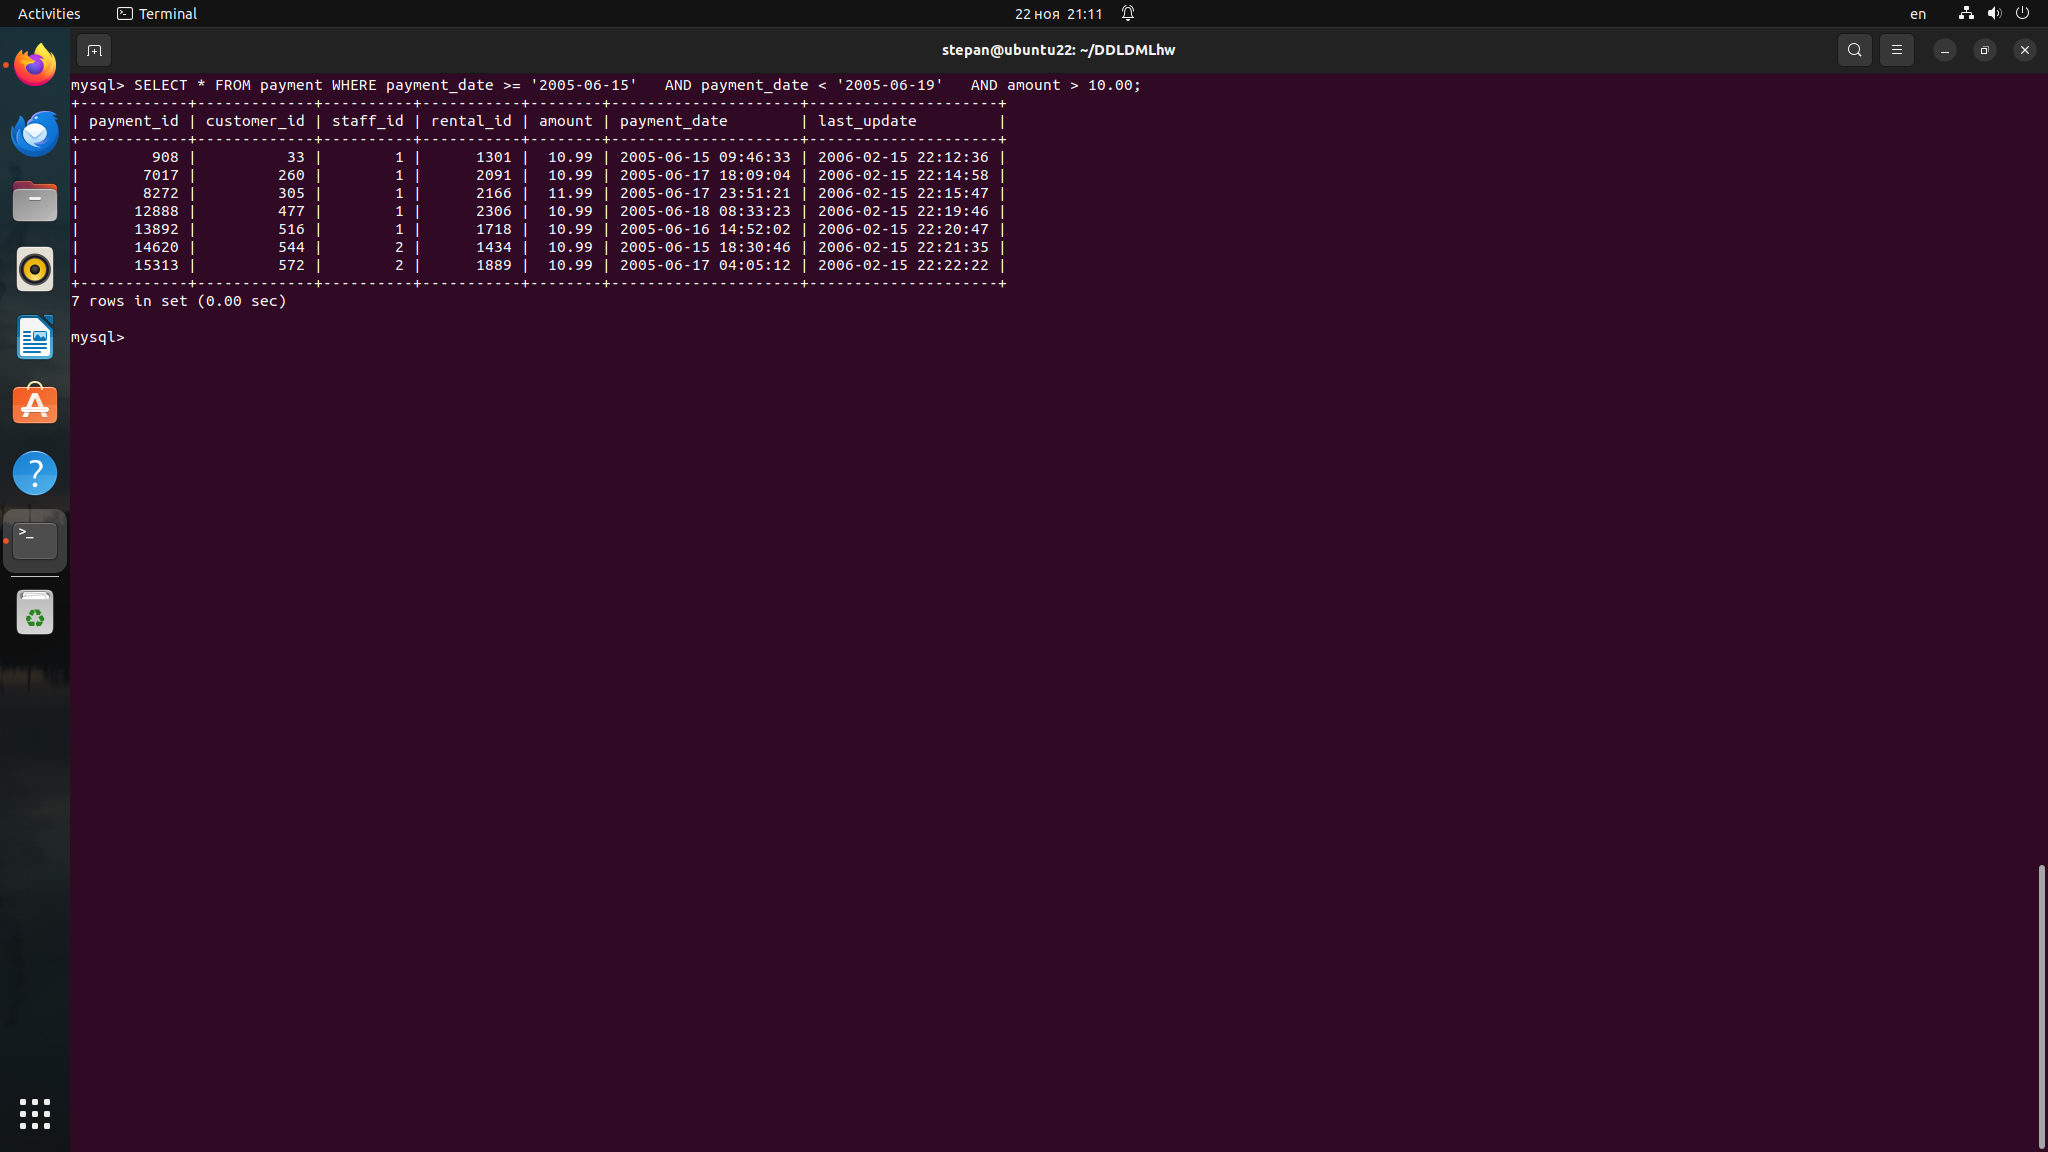 Activities Terminal 22 ноя 21:11 en
stepan@ubuntu22: ~/DDLDMLhw
mysql> SELECT * FROM payment WHERE payment_date >= '2005-06-15'   AND payment_date < '2005-06-19'   AND amount > 10.00;
+------------+-------------+----------+-----------+--------+---------------------+---------------------+
| payment_id | customer_id | staff_id | rental_id | amount | payment_date        | last_update         |
+------------+-------------+----------+-----------+--------+---------------------+---------------------+
|        908 |          33 |        1 |      1301 |  10.99 | 2005-06-15 09:46:33 | 2006-02-15 22:12:36 |
|       7017 |         260 |        1 |      2091 |  10.99 | 2005-06-17 18:09:04 | 2006-02-15 22:14:58 |
|       8272 |         305 |        1 |      2166 |  11.99 | 2005-06-17 23:51:21 | 2006-02-15 22:15:47 |
|      12888 |         477 |        1 |      2306 |  10.99 | 2005-06-18 08:33:23 | 2006-02-15 22:19:46 |
|      13892 |         516 |        1 |      1718 |  10.99 | 2005-06-16 14:52:02 | 2006-02-15 22:20:47 |
|      14620 |         544 |        2 |      1434 |  10.99 | 2005-06-15 18:30:46 | 2006-02-15 22:21:35 |
|      15313 |         572 |        2 |      1889 |  10.99 | 2005-06-17 04:05:12 | 2006-02-15 22:22:22 |
+------------+-------------+----------+-----------+--------+---------------------+---------------------+
7 rows in set (0.00 sec)
mysql>